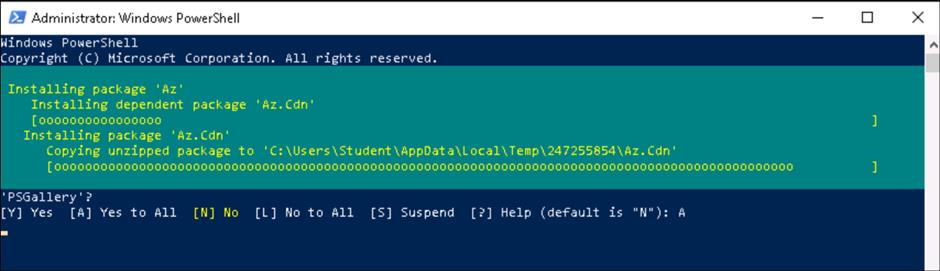 Administrator: Windows PowerShell
Windows PowerShell
Copyright (C) Microsoft Corporation. All rights reserved.
Installing package 'Az'
Installing dependent package 'Az.Cdn'
[oooooooooooooooo ]
Installing package 'Az.Cdn'
Copying unzipped package to 'C:\Users\Student\AppData\Local\Temp\247255854\Az.Cdn'
[ooooooooooooooooooooooooooooooooooooooooooooooooooooooooooooooooooooooooooooooooooooooooooooooooo ]
'PSGallery'?
[Y] Yes [A] Yes to All [N] No [L] No to All [S] Suspend [?] Help (default is "N"): A